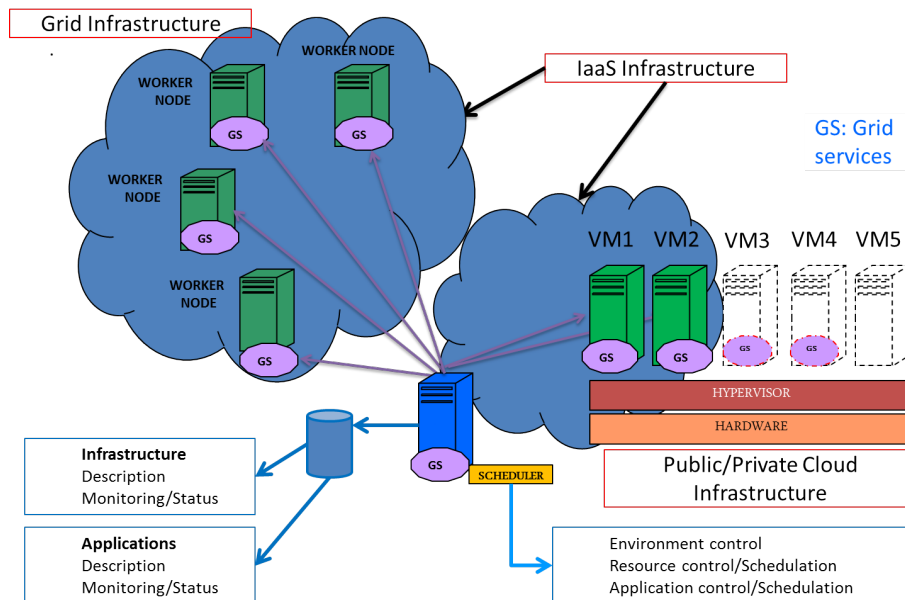 Grid Infrastructure
WORKER NODE
IaaS Infrastructure
WORKER
NODE
GS
GS
GS: Grid
services
WORKER
NODE
GS
VM1
VM2
VM3
VM4
VM5
WORKER
NODE
GS
GS
GS
GS
GS
HYPERVISOR
HARDWARE
GS
SCHEDULER
Public/Private Cloud
Infrastructure
Infrastructure
Description
Monitoring/Status
Applications
Description
Monitoring/Status
Environment control
Resource control/Schedulation
Application control/Schedulation